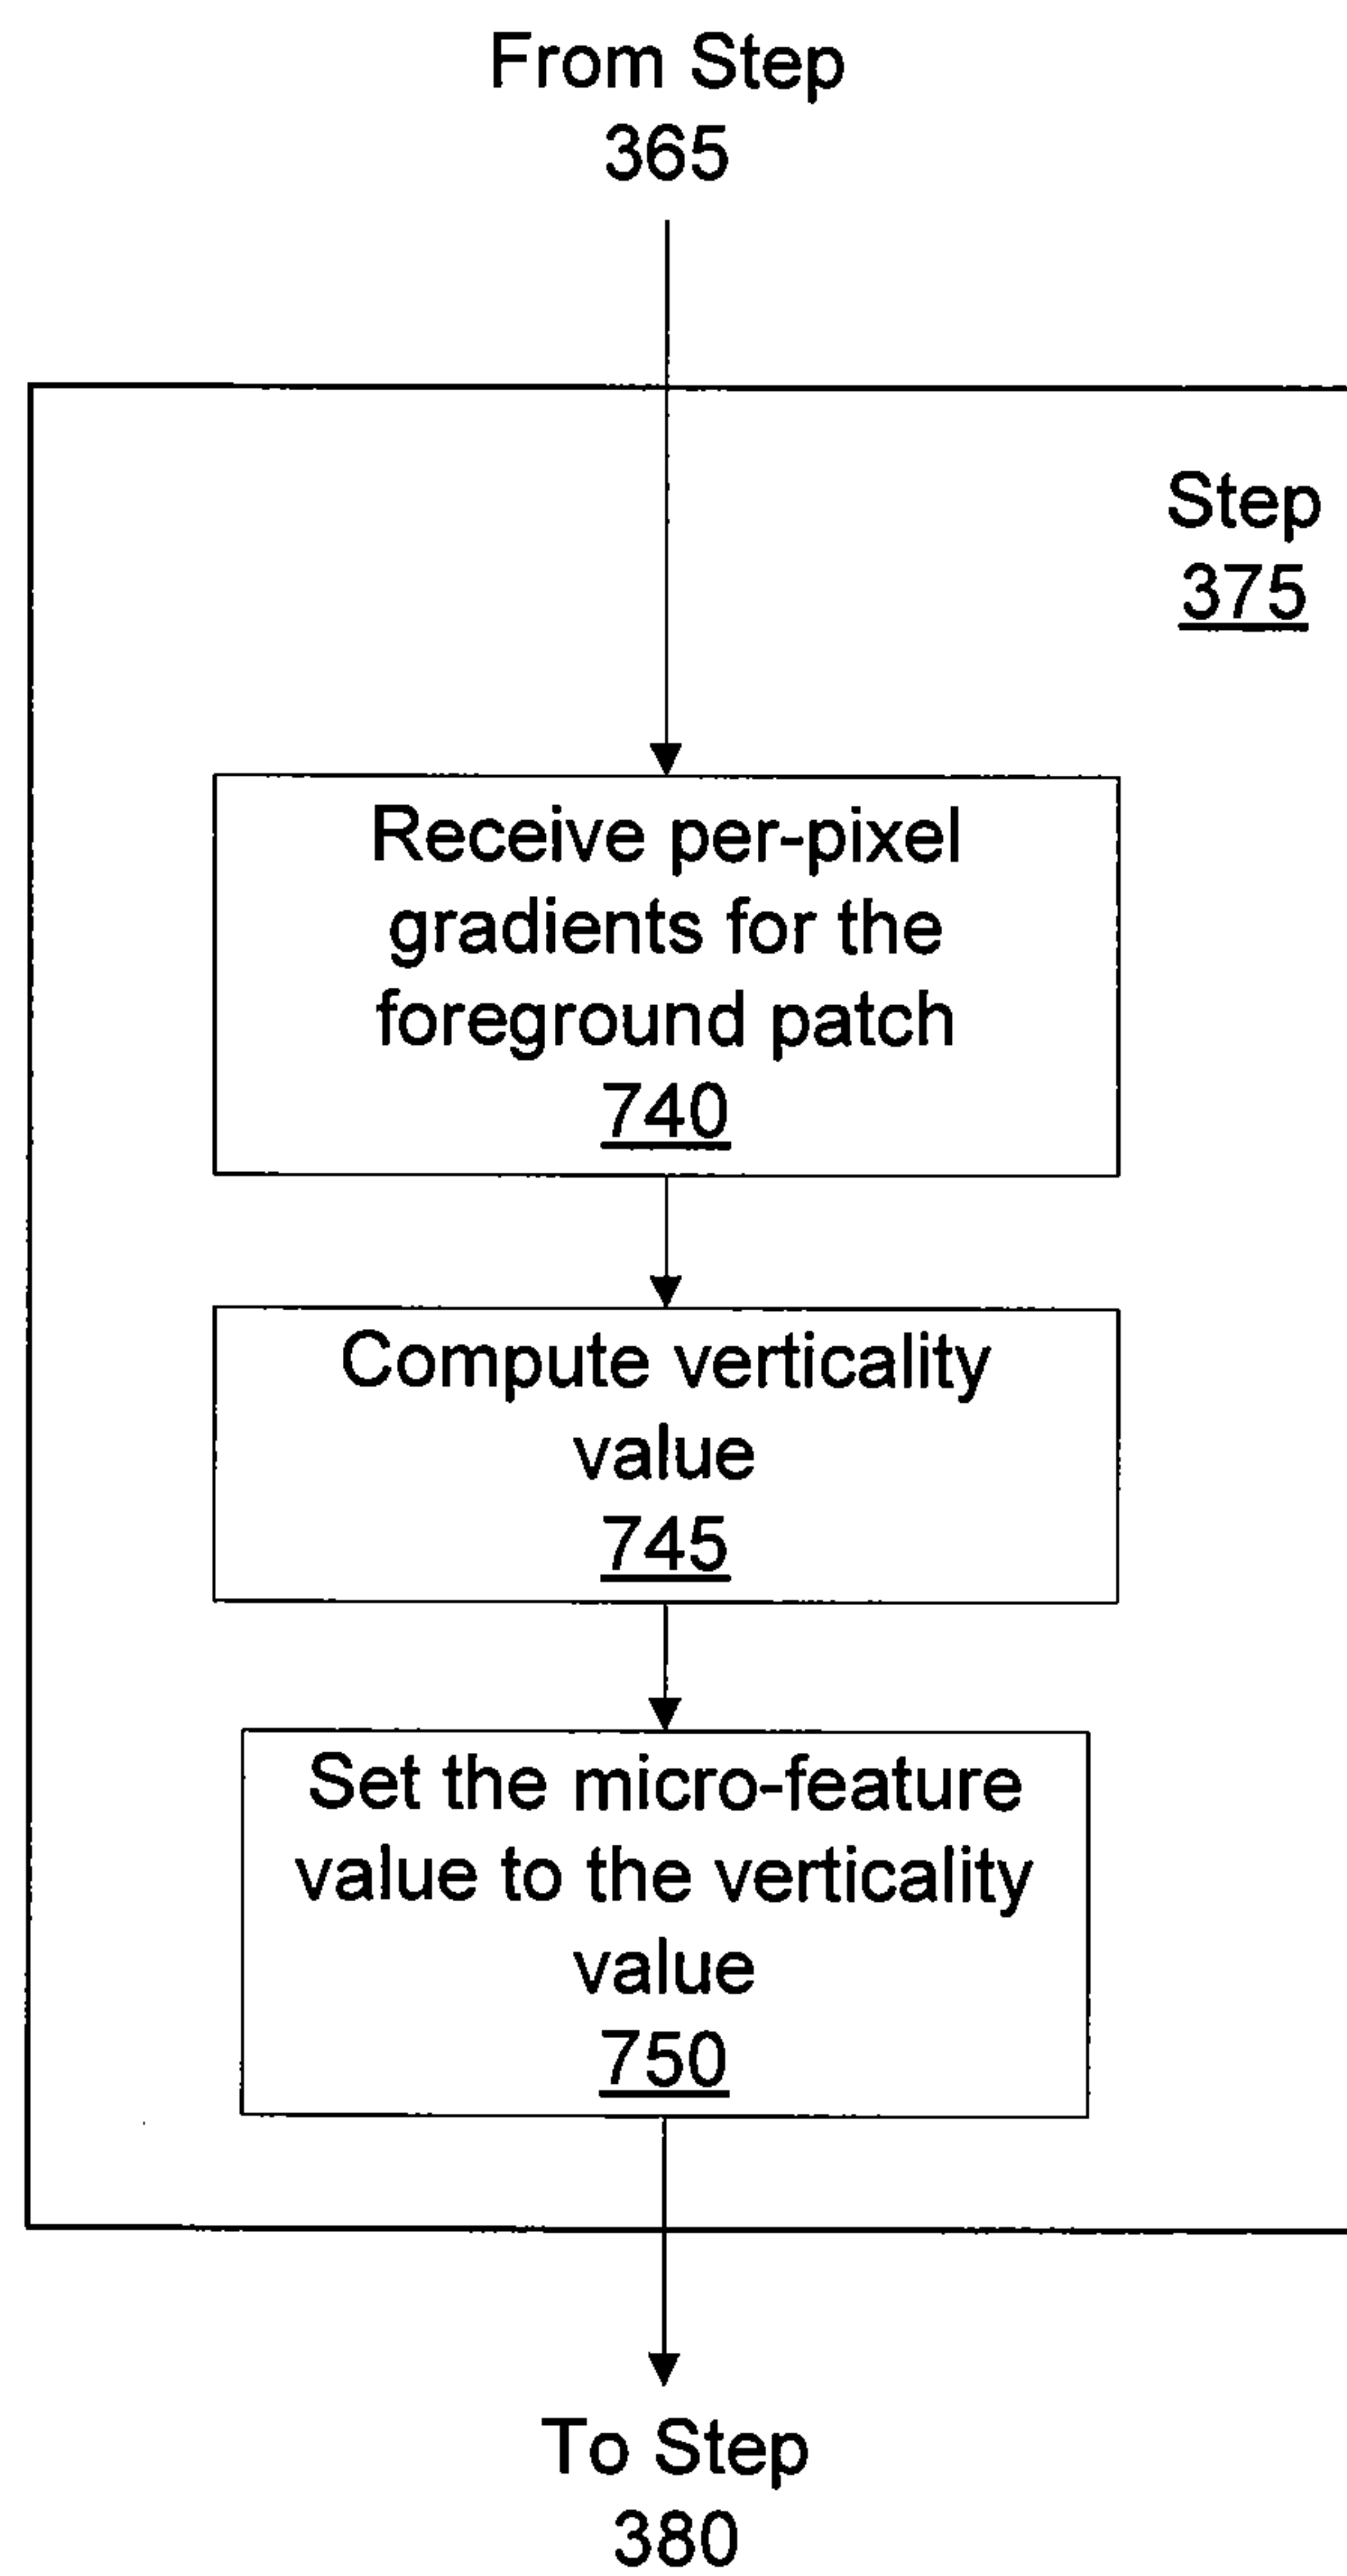 From Step
365
Step
375
Receive per-pixel
gradients for the
foreground patch
740
Compute verticality
value
745
Set the micro-feature
value to the verticality
value
750
To Step
380